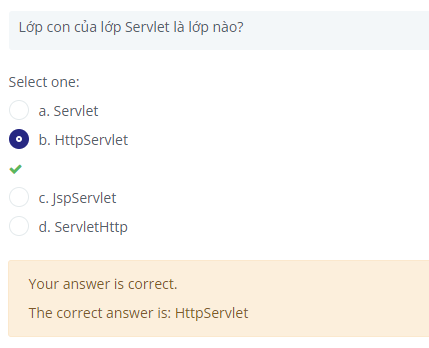 Lớp con của lớp Servlet là lớp nào?
Select one:
a. Servlet
b. HttpServlet
c. JspServlet
d. ServletHttp
Your answer is correct.
The correct answer is: HttpServlet